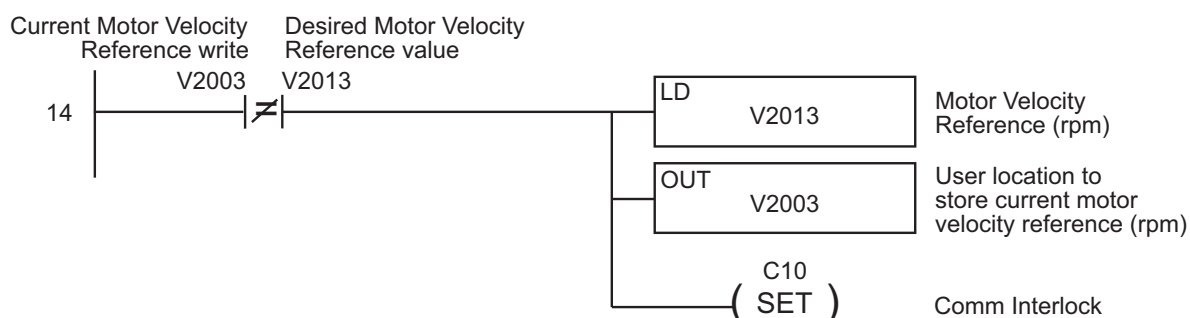 Current Motor Velocity
Reference write
Desired Motor Velocity
Reference value
V2003
V2013
14
≠
LD
V2013
Motor Velocity
Reference (rpm)
OUT
V2003
User location to
store current motor
velocity reference (rpm)
C10
( SET )
Comm Interlock